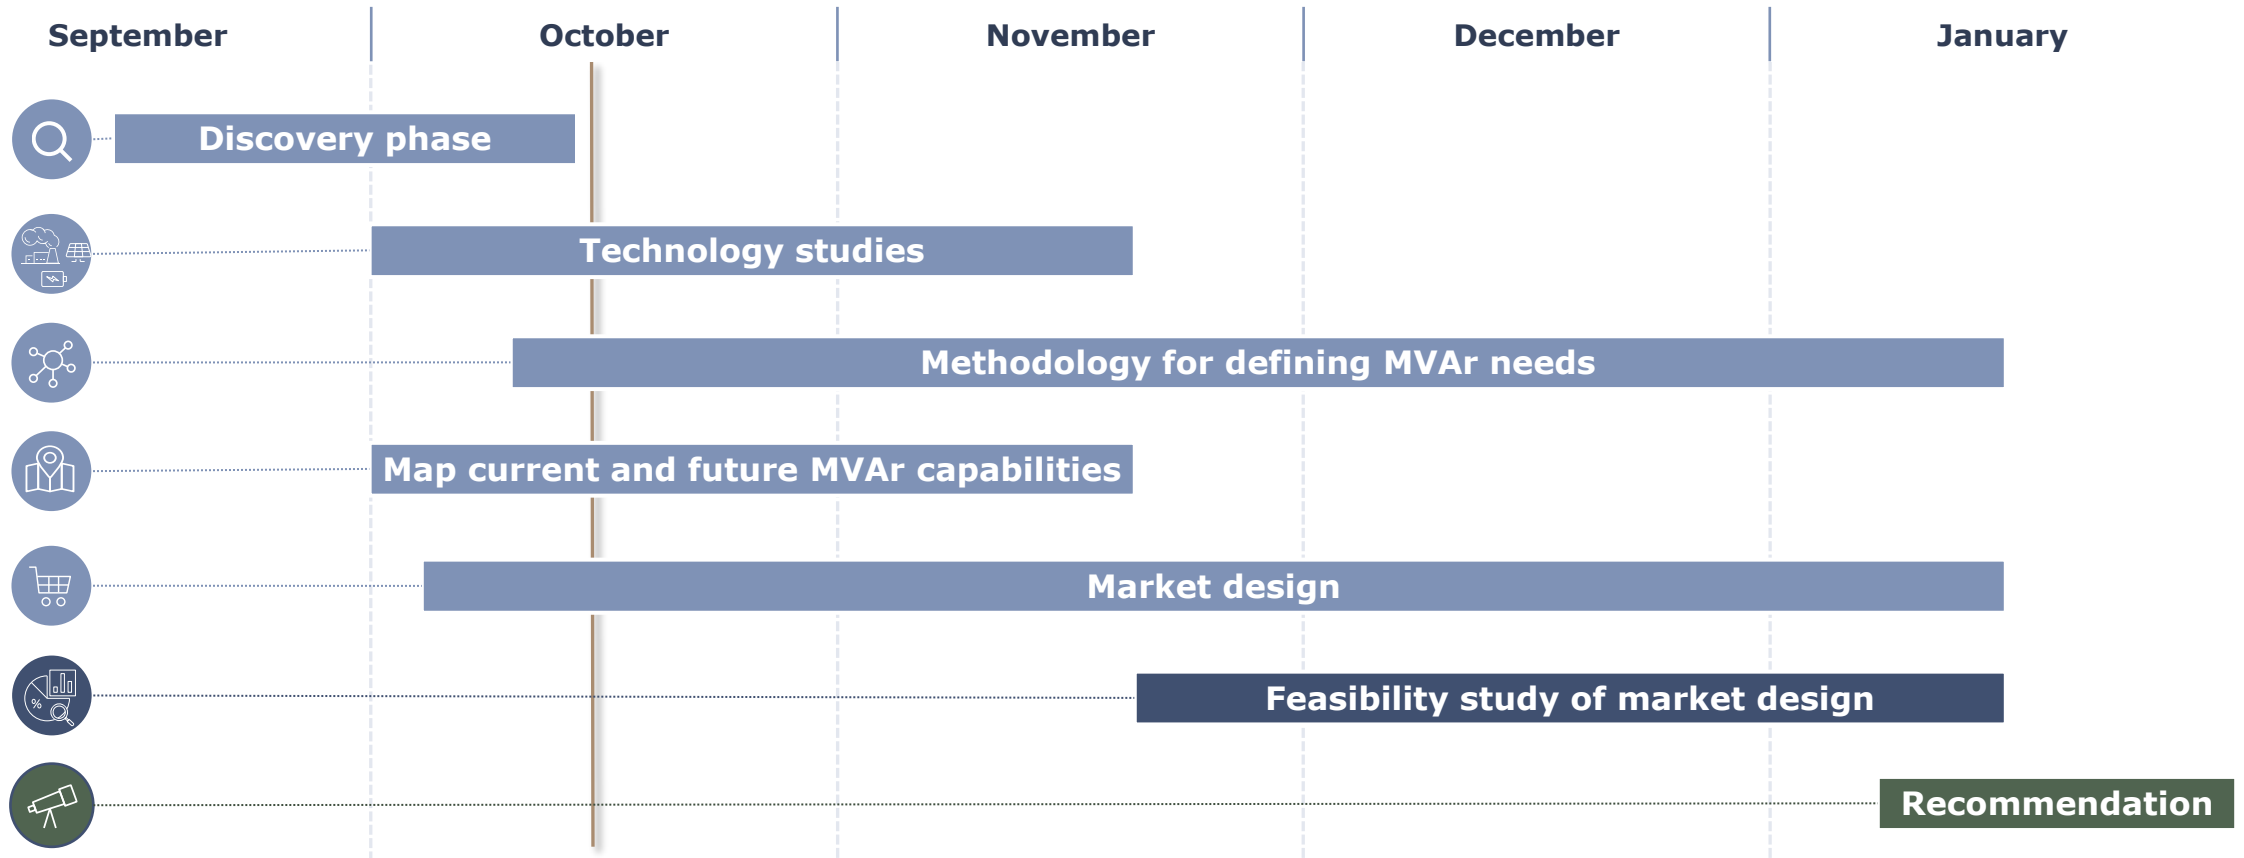 September
October
November
December
January
Discovery phase
Technology studies
Methodology for defining MVAr needs
Map current and future MVAr capabilities
Market design
%
Feasibility study of market design
Recommendation